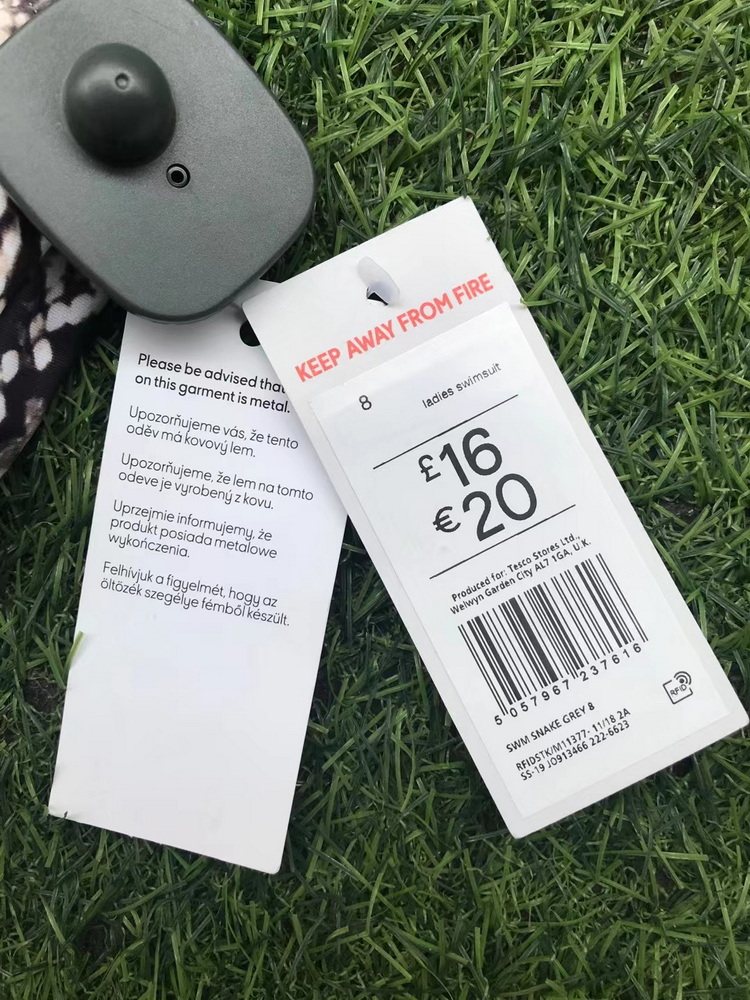 Please be advised that
on this garment is metal.
Upozorňujeme vás, že tento
oděv má kovový lem.
Upozorňujeme, že lem na tomto
odeve je vyrobený z kovu.
Uprzejmie informujemy, że
produkt posiada metalowe
wykończenia.
Felhívjuk a figyelmét, hogy az
öltözék szegélye fémből készült.
KEEP AWAY FROM FIRE
8 ladies swimsuit
£16
€20
Produced for: Tesco Stores Ltd.,
Welwyn Garden City AL7 1GA, U.K.
5 057967 237616
SWM SNAKE GREY 8
RFIDSTK/M11377- 11/18 2A
SS-19 JO913466 222-6623
RFID